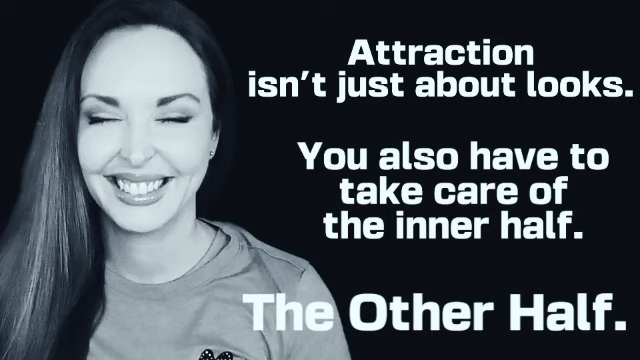 Attraction
isn't just about looks.
You also have to
take care of
the inner half.
The Other Half.